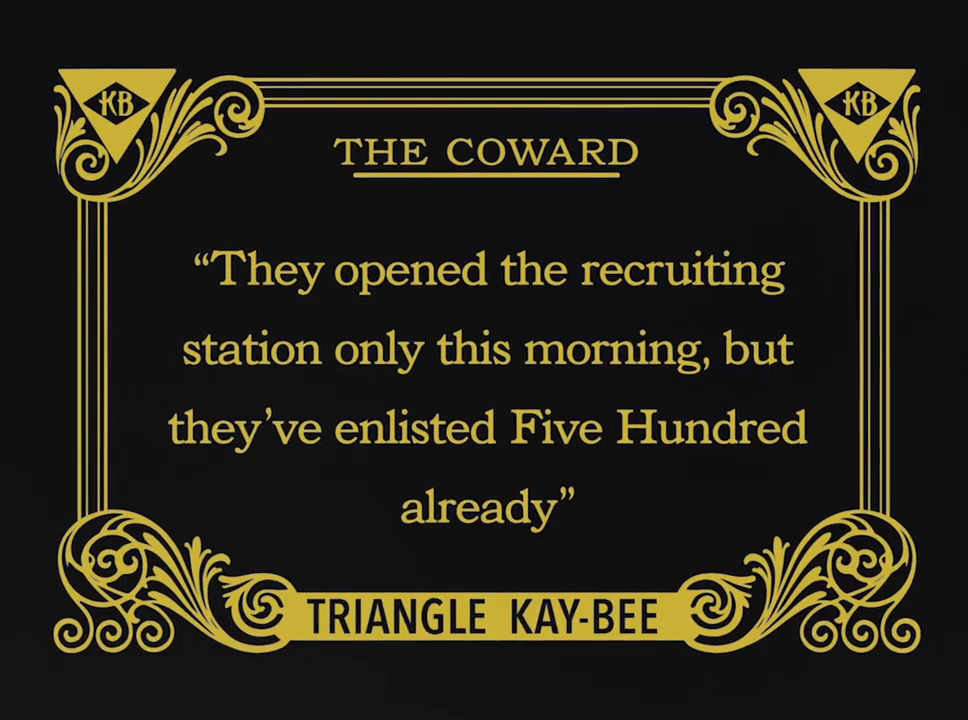 KB KB
THE COWARD
“They opened the recruiting
station only this morning, but
they’ve enlisted Five Hundred
already”
TRIANGLE KAY-BEE